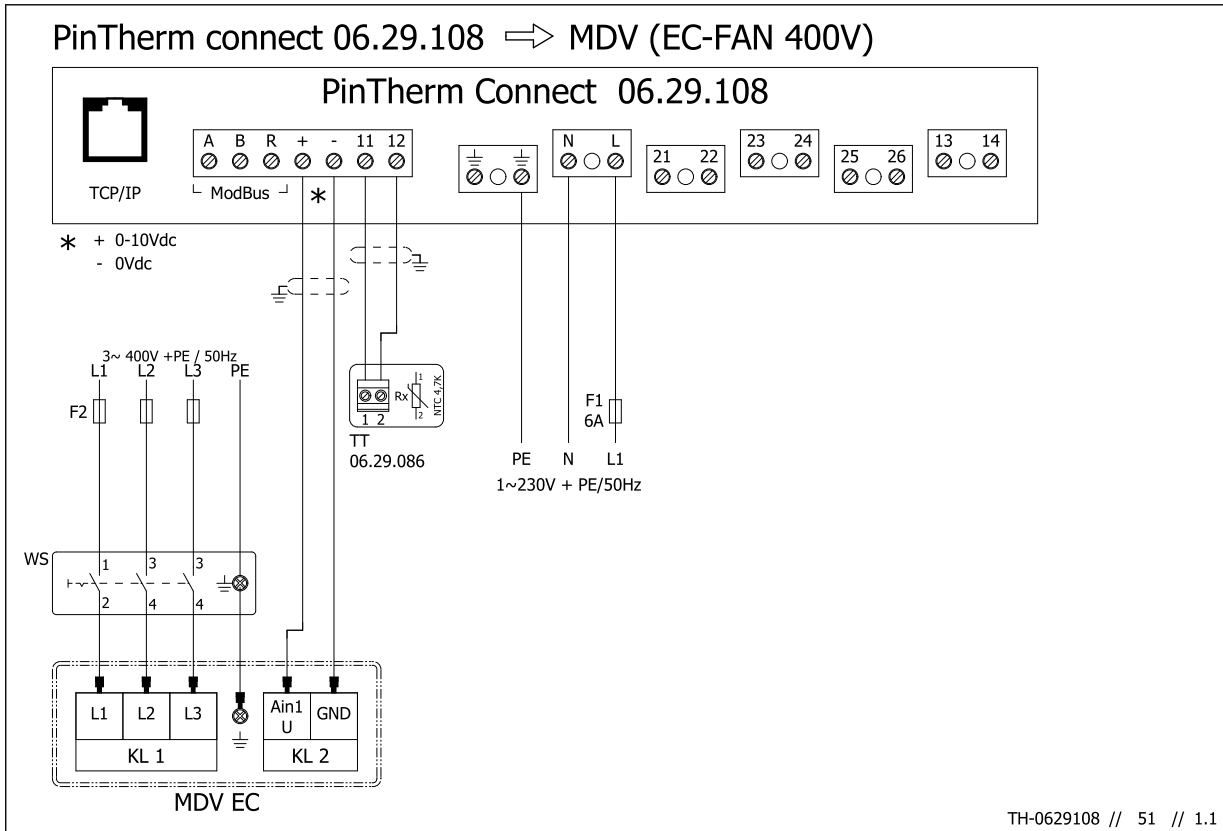 PinTherm connect 06.29.108 ⇨ MDV (EC-FAN 400V)
PinTherm Connect 06.29.108
TCP/IP
A B R + - 11 12
ModBus *
N L
21 22
23 24
25 26
13 14
* + 0-10Vdc
- 0Vdc
3~ 400V +PE / 50Hz
L1 L2 L3 PE
F2
Rx
1
2
NTC 4,7K
1 2
TT
06.29.086
F1
6A
PE N L1
1~230V + PE/50Hz
WS
1 3 3
2 4 4
L1 L2 L3
KL 1
Ain1
U
GND
KL 2
MDV EC
TH-0629108 // 51 // 1.1